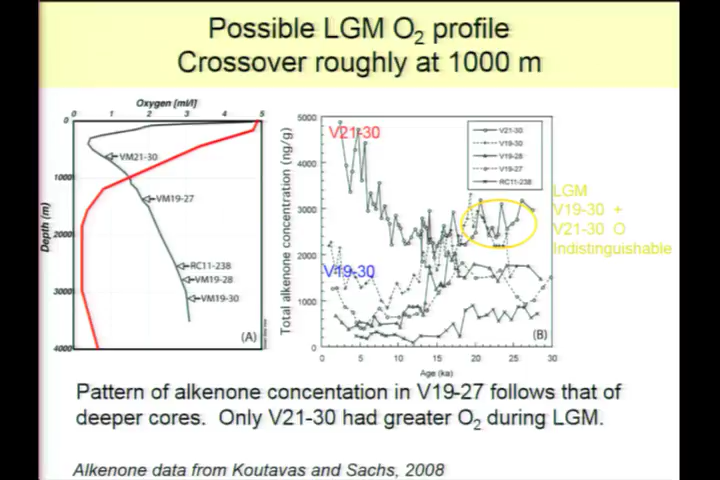 Possible LGM O2 profile
Crossover roughly at 1000 m
Oxygen [ml/l]
0 1 2 3 4 5
0
1000
2000
3000
4000
Depth (m)
VM21-30
VM19-27
RC11-238
VM19-28
VM19-30
(A)
Total alkenone concentration (ng/g)
5000
4000
3000
2000
1000
0
0 5 10 15 20 25 30
Age (ka)
V21-30
V19-30
V21-30
V19-30
V19-28
V19-27
RC11-238
(B)
LGM
V19-30 +
V21-30 O
Indistinguishable
Pattern of alkenone concentation in V19-27 follows that of
deeper cores. Only V21-30 had greater O2 during LGM.
Alkenone data from Koutavas and Sachs, 2008